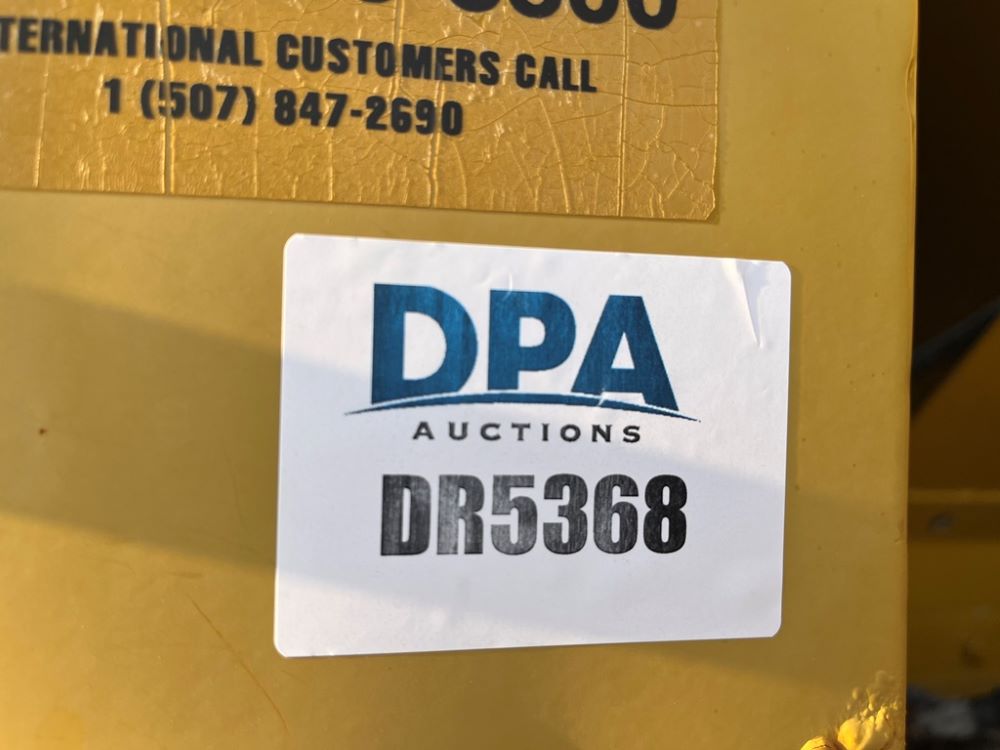 TERNATIONAL CUSTOMERS CALL
1 (507) 847-2690
DPA
AUCTIONS
DR5368